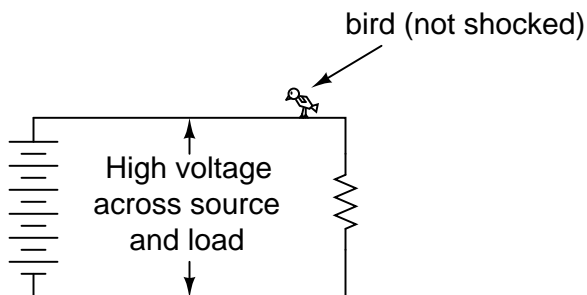 bird (not shocked)
High voltage
across source
and load